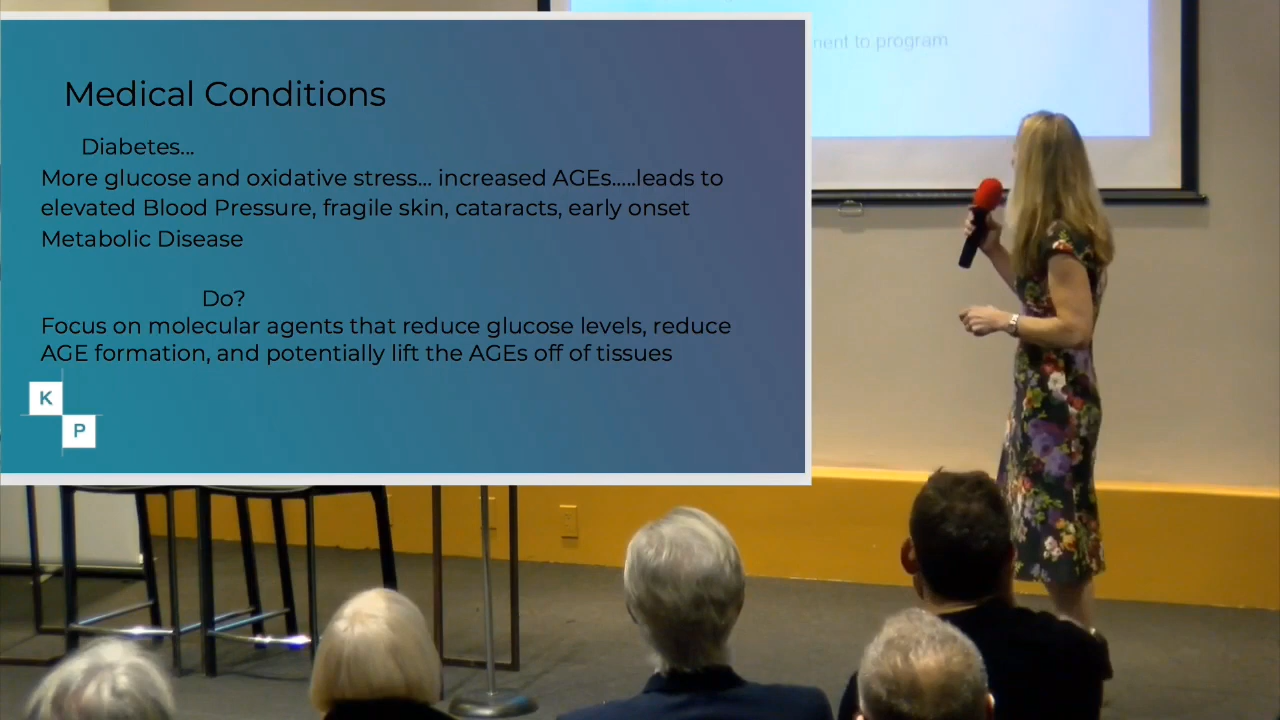 Medical Conditions
Diabetes...
More glucose and oxidative stress... increased AGEs.....leads to
elevated Blood Pressure, fragile skin, cataracts, early onset
Metabolic Disease
Do?
Focus on molecular agents that reduce glucose levels, reduce
AGE formation, and potentially lift the AGEs off of tissues
K
P
to program